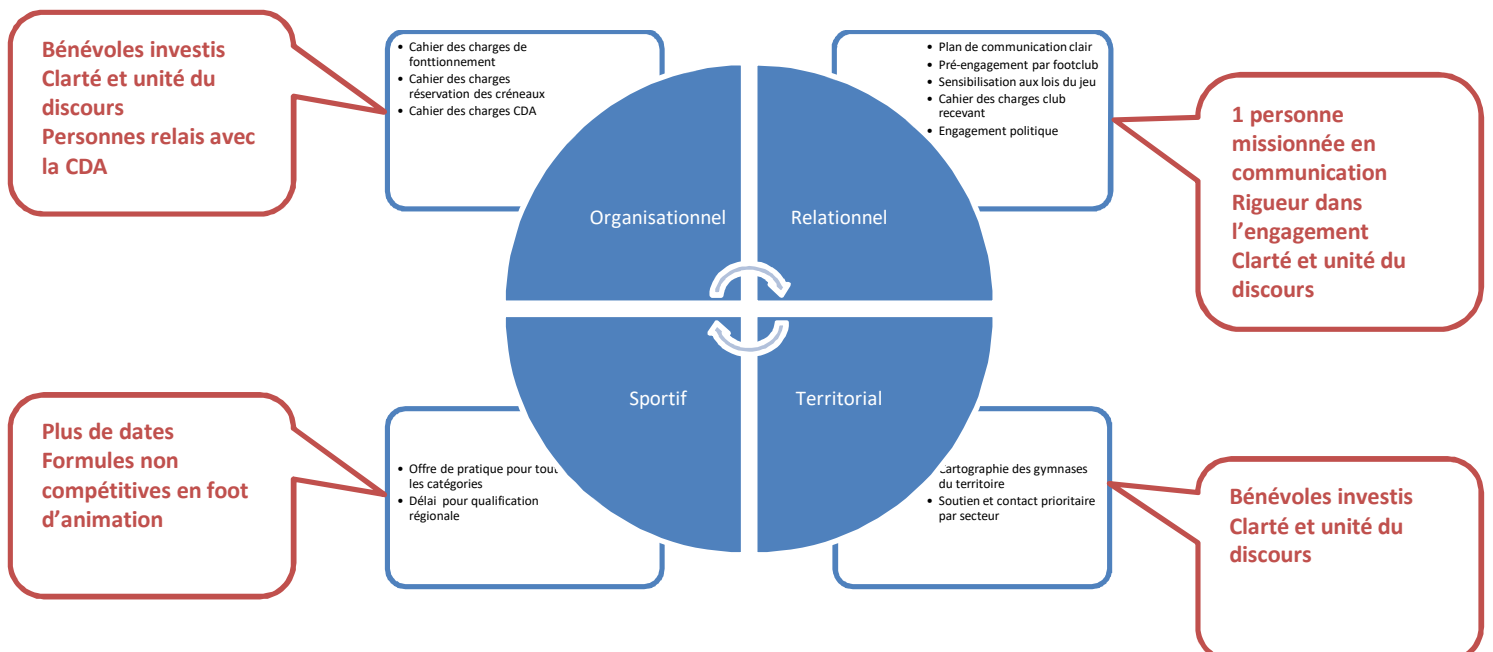 Bénévoles investis
Clarté et unité du
discours
Personnes relais avec
la CDA
• Cahier des charges de
fonttionnement
• Cahier des charges
réservation des créneaux
• Cahier des charges CDA
• Plan de communication clair
• Pré-engagement par footclub
• Sensibilisation aux lois du jeu
• Cahier des charges club
recevant
• Engagement politique
1 personne
missionnée en
communication
Rigueur dans
l’engagement
Clarté et unité du
discours
Organisationnel
Relationnel
Sportif
Territorial
Plus de dates
Formules non
compétitives en foot
d’animation
• Offre de pratique pour tout
les catégories
• Délai pour qualification
régionale
Cartographie des gymnases
du territoire
• Soutien et contact prioritaire
par secteur
Bénévoles investis
Clarté et unité du
discours